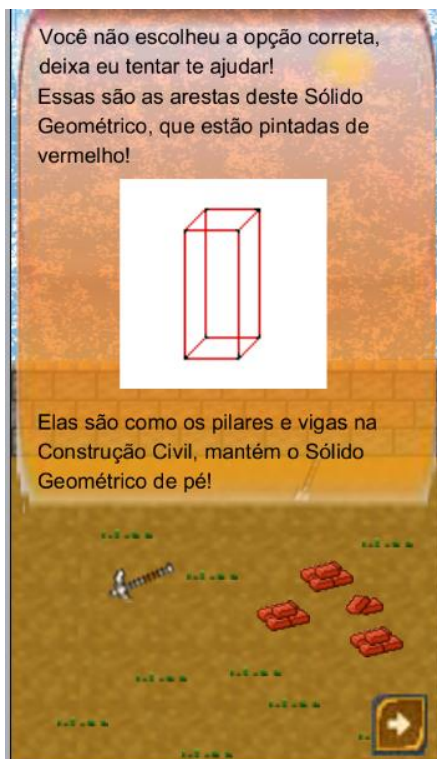 Você não escolheu a opção correta,
deixa eu tentar te ajudar!
Essas são as arestas deste Sólido
Geométrico, que estão pintadas de
vermelho!
Elas são como os pilares e vigas na
Construção Civil, mantém o Sólido
Geométrico de pé!